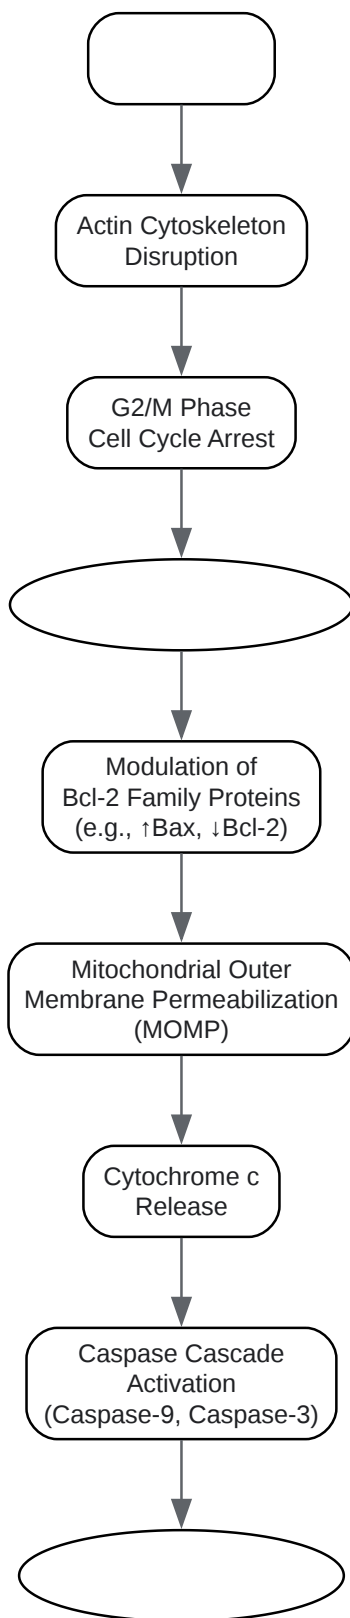 Actin Cytoskeleton
Disruption
G2/M Phase
Cell Cycle Arrest
Modulation of
Bcl-2 Family Proteins
(e.g., ↑Bax, ↓Bcl-2)
Mitochondrial Outer
Membrane Permeabilization
(MOMP)
Cytochrome c
Release
Caspase Cascade
Activation
(Caspase-9, Caspase-3)